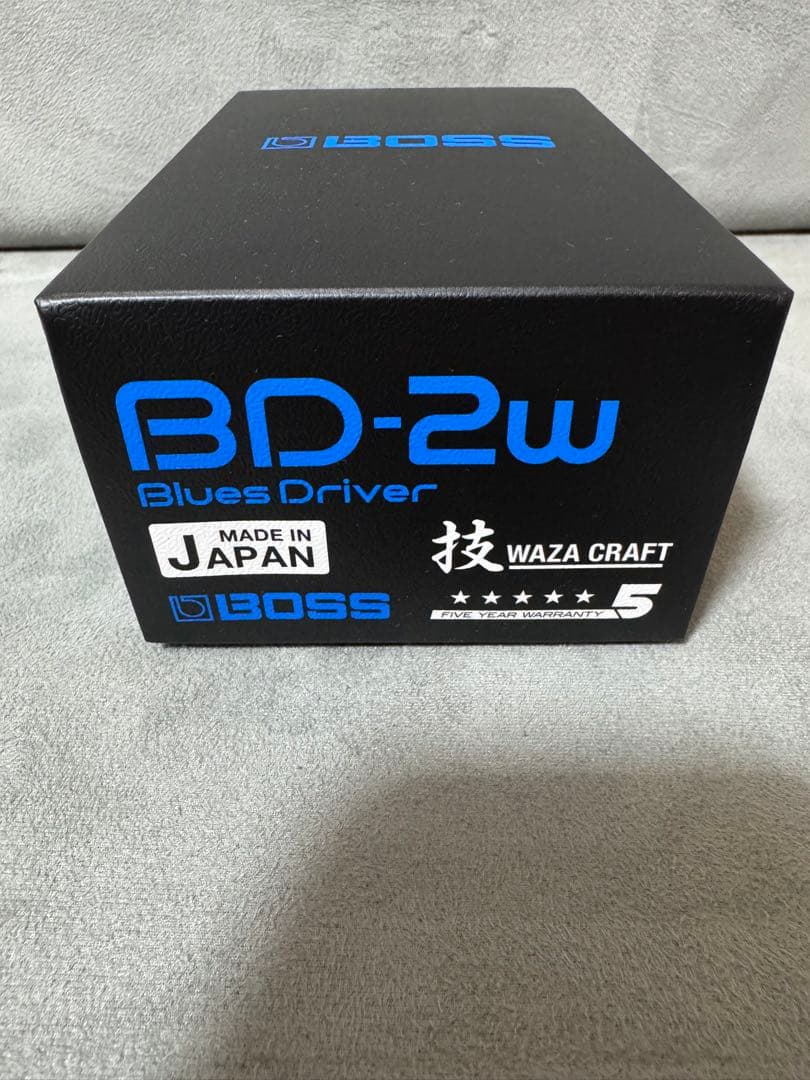 BOSS
BD-2w
Blues Driver
MADE IN
JAPAN
技 WAZA CRAFT
BOSS
★★★★★ 5
FIVE YEAR WARRANTY